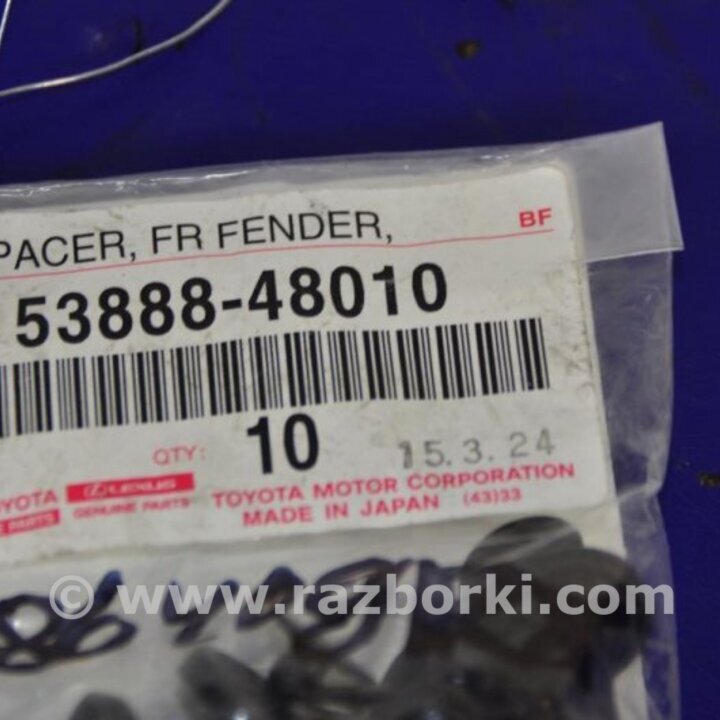 PACER, FR FENDER, BF
53888-48010
QTY: 10 15.3.24
TOYOTA LEXUS
PARTS GENUINE PARTS
TOYOTA MOTOR CORPORATION
MADE IN JAPAN (43)33
© www.razborki.com